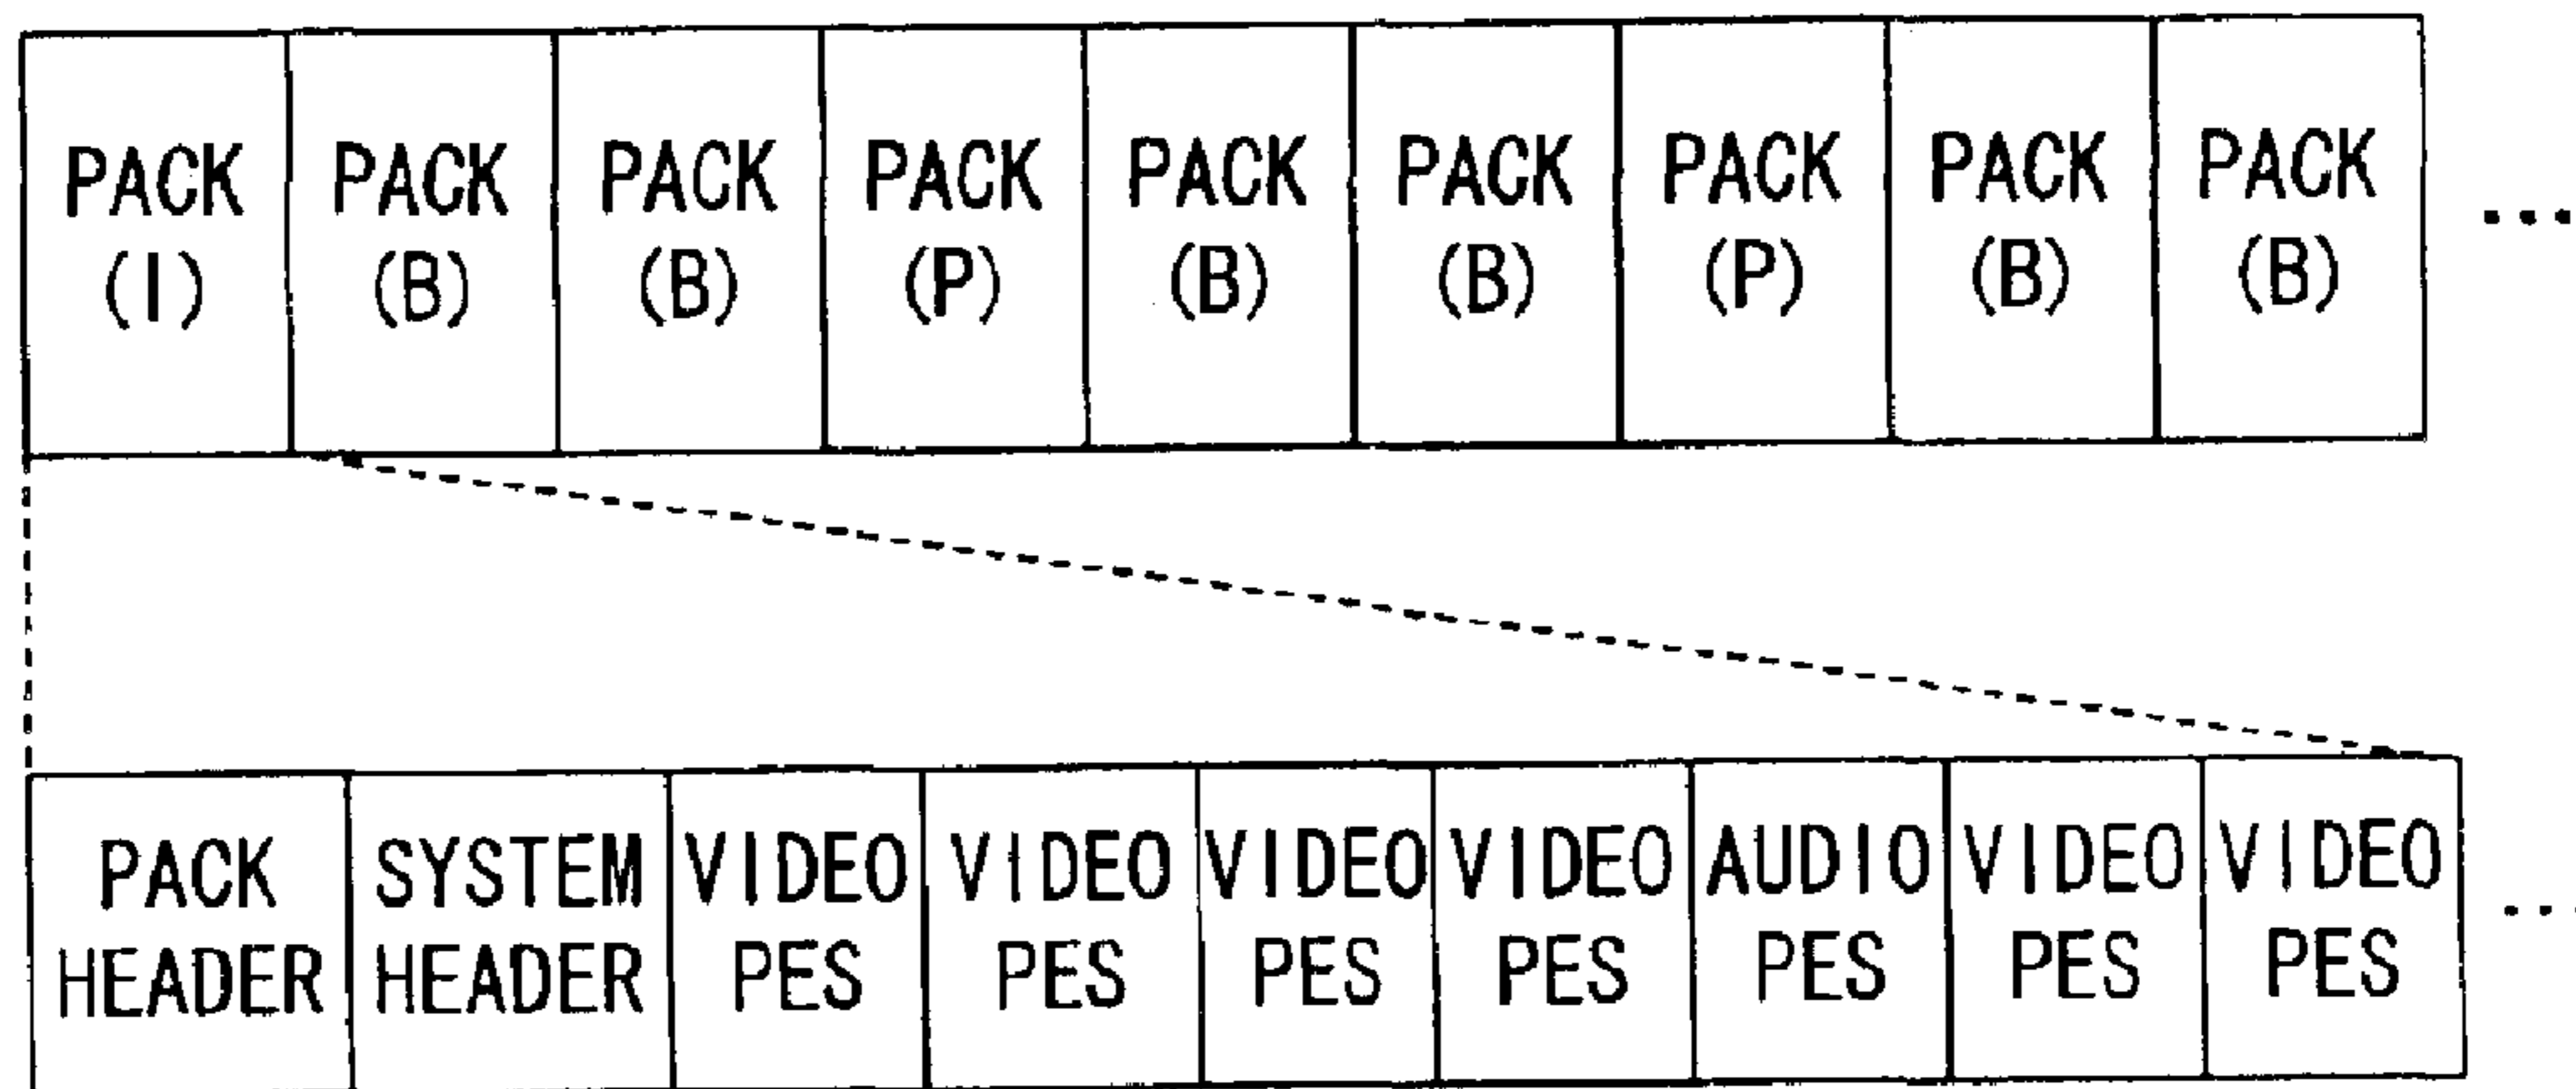 PACK PACK PACK PACK PACK PACK PACK PACK PACK
(I) (B) (B) (P) (B) (B) (P) (B) (B) ...
PACK SYSTEM VIDEO VIDEO VIDEO VIDEO AUDIO VIDEO VIDEO
HEADER HEADER PES PES PES PES PES PES PES ...